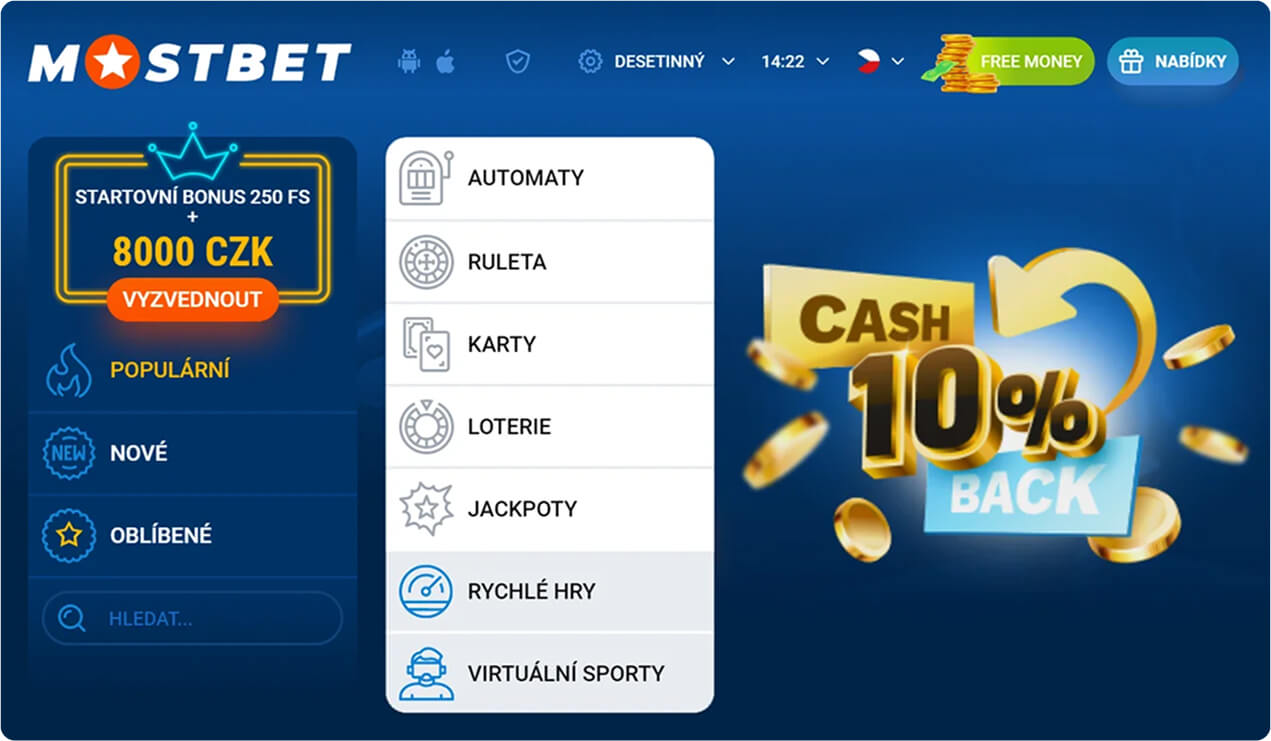 MOSTBET
DESETINNÝ
14:22
FREE MONEY
NABÍDKY
STARTOVNÍ BONUS 250 FS
+
8000 CZK
VYZVEDNOUT
POPULÁRNÍ
NEW
NOVÉ
OBLÍBENÉ
HLEDAT...
AUTOMATY
RULETA
KARTY
LOTERIE
JACKPOTY
RYCHLÉ HRY
VIRTUÁLNÍ SPORTY
CASH
10%
BACK